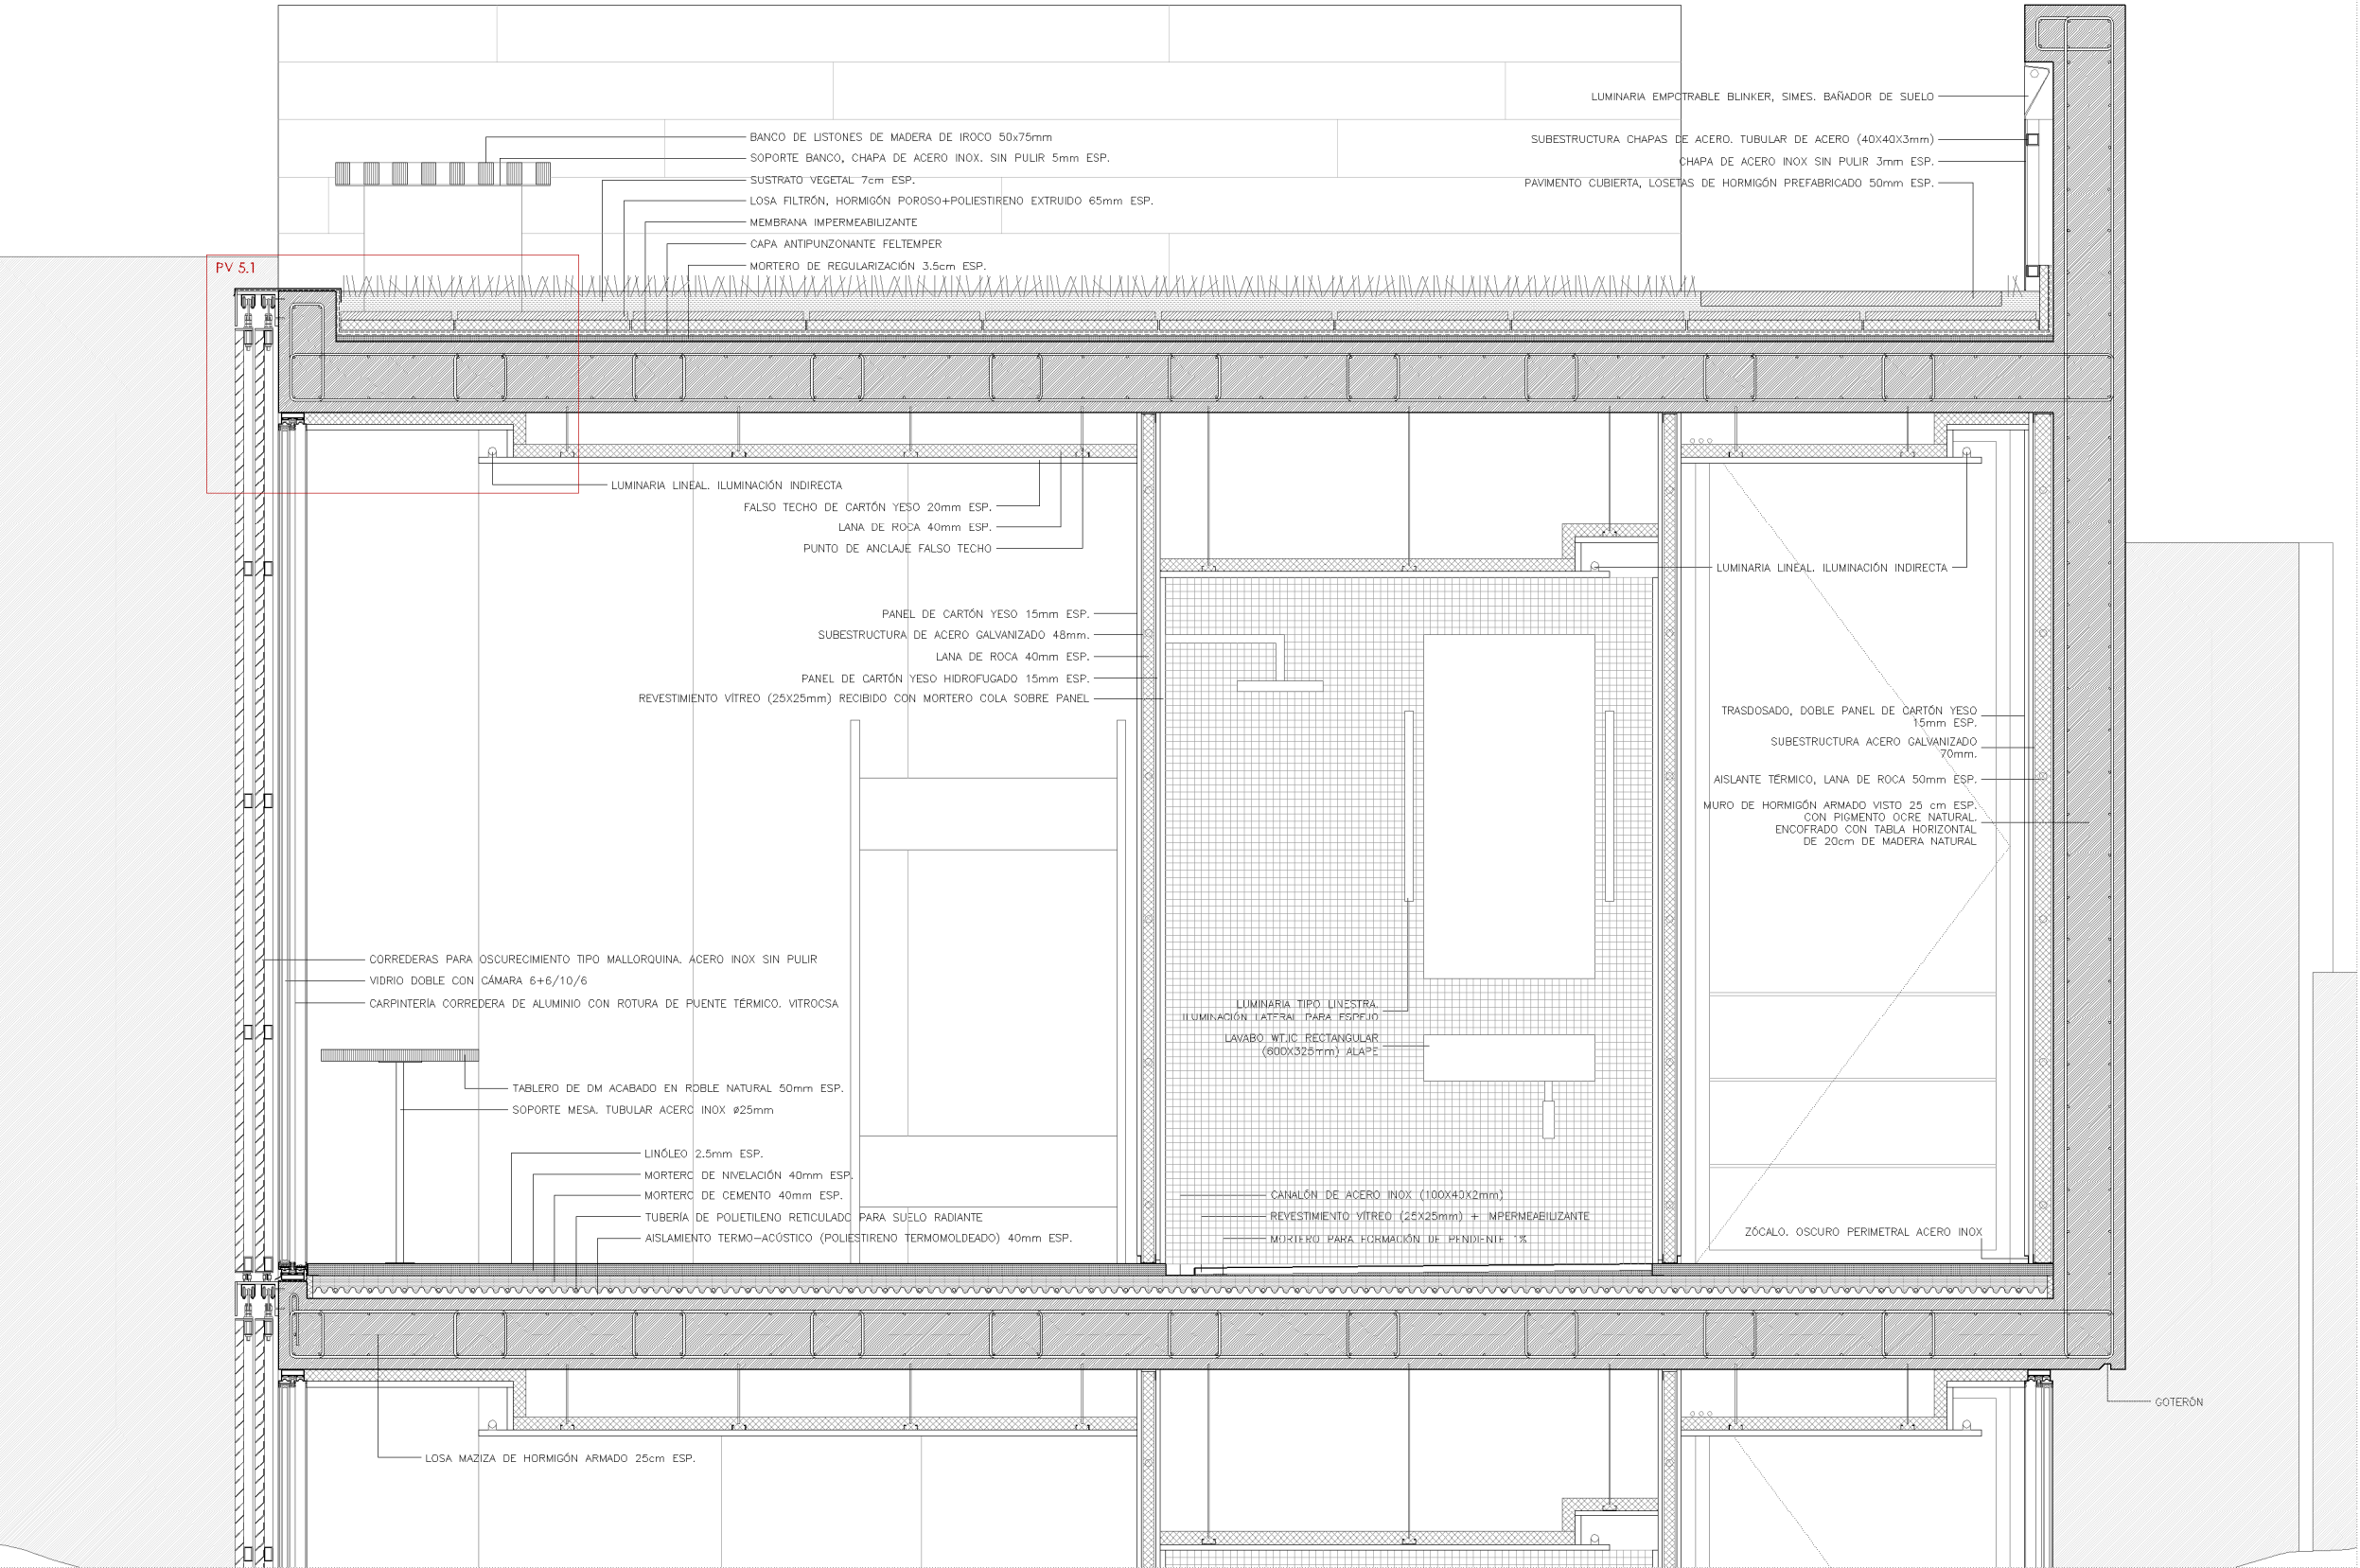 LUMINARIA EMPOTRABLE BLINKER, SIMES. BAÑADOR DE SUELO
BANCO DE LISTONES DE MADERA DE IROCO 50x75mm
SUBESTRUCTURA CHAPAS DE ACERO. TUBULAR DE ACERO (40X40X3mm)
SOPORTE BANCO, CHAPA DE ACERO INOX. SIN PULIR 5mm ESP.
CHAPA DE ACERO INOX SIN PULIR 3mm ESP.
SUSTRATO VEGETAL 7cm ESP.
PAVIMENTO CUBIERTA, LOSETAS DE HORMIGÓN PREFABRICADO 50mm ESP.
LOSA FILTRÓN, HORMIGÓN POROSO+POLIESTIRENO EXTRUIDO 65mm ESP.
MEMBRANA IMPERMEABILIZANTE
CAPA ANTIPUNZONANTE FELTEMPER
MORTERO DE REGULARIZACIÓN 3.5cm ESP.
PV 5.1
LUMINARIA LINEAL. ILUMINACIÓN INDIRECTA
FALSO TECHO DE CARTÓN YESO 20mm ESP.
LANA DE ROCA 40mm ESP.
PUNTO DE ANCLAJE FALSO TECHO
LUMINARIA LINEAL. ILUMINACIÓN INDIRECTA
PANEL DE CARTÓN YESO 15mm ESP.
SUBESTRUCTURA DE ACERO GALVANIZADO 48mm.
LANA DE ROCA 40mm ESP.
PANEL DE CARTÓN YESO HIDROFUGADO 15mm ESP.
REVESTIMIENTO VÍTREO (25X25mm) RECIBIDO CON MORTERO COLA SOBRE PANEL
TRASDOSADO, DOBLE PANEL DE CARTÓN YESO
15mm ESP.
SUBESTRUCTURA ACERO GALVANIZADO
70mm.
AISLANTE TÉRMICO, LANA DE ROCA 50mm ESP.
MURO DE HORMIGÓN ARMADO VISTO 25 cm ESP.
CON PIGMENTO OCRE NATURAL.
ENCOFRADO CON TABLA HORIZONTAL
DE 20cm DE MADERA NATURAL
CORREDERAS PARA OSCURECIMIENTO TIPO MALLORQUINA. ACERO INOX SIN PULIR
VIDRIO DOBLE CON CÁMARA 6+6/10/6
CARPINTERÍA CORREDERA DE ALUMINIO CON ROTURA DE PUENTE TÉRMICO. VITROCSA
LUMINARIA TIPO LINESTRA.
ILUMINACIÓN LATERAL PARA ESPEJO
LAVABO WT.IC RECTANGULAR
(600X325mm) ALAPE
TABLERO DE DM ACABADO EN ROBLE NATURAL 50mm ESP.
SOPORTE MESA. TUBULAR ACERO INOX ø25mm
LINÓLEO 2.5mm ESP.
MORTERO DE NIVELACIÓN 40mm ESP.
MORTERO DE CEMENTO 40mm ESP.
TUBERÍA DE POLIETILENO RETICULADO PARA SUELO RADIANTE
AISLAMIENTO TERMO-ACÚSTICO (POLIESTIRENO TERMOMOLDEADO) 40mm ESP.
CANALÓN DE ACERO INOX (100X40X2mm)
REVESTIMIENTO VÍTREO (25X25mm) + IMPERMEABILIZANTE
MORTERO PARA FORMACIÓN DE PENDIENTE 1%
ZÓCALO. OSCURO PERIMETRAL ACERO INOX
GOTERÓN
LOSA MAZIZA DE HORMIGÓN ARMADO 25cm ESP.